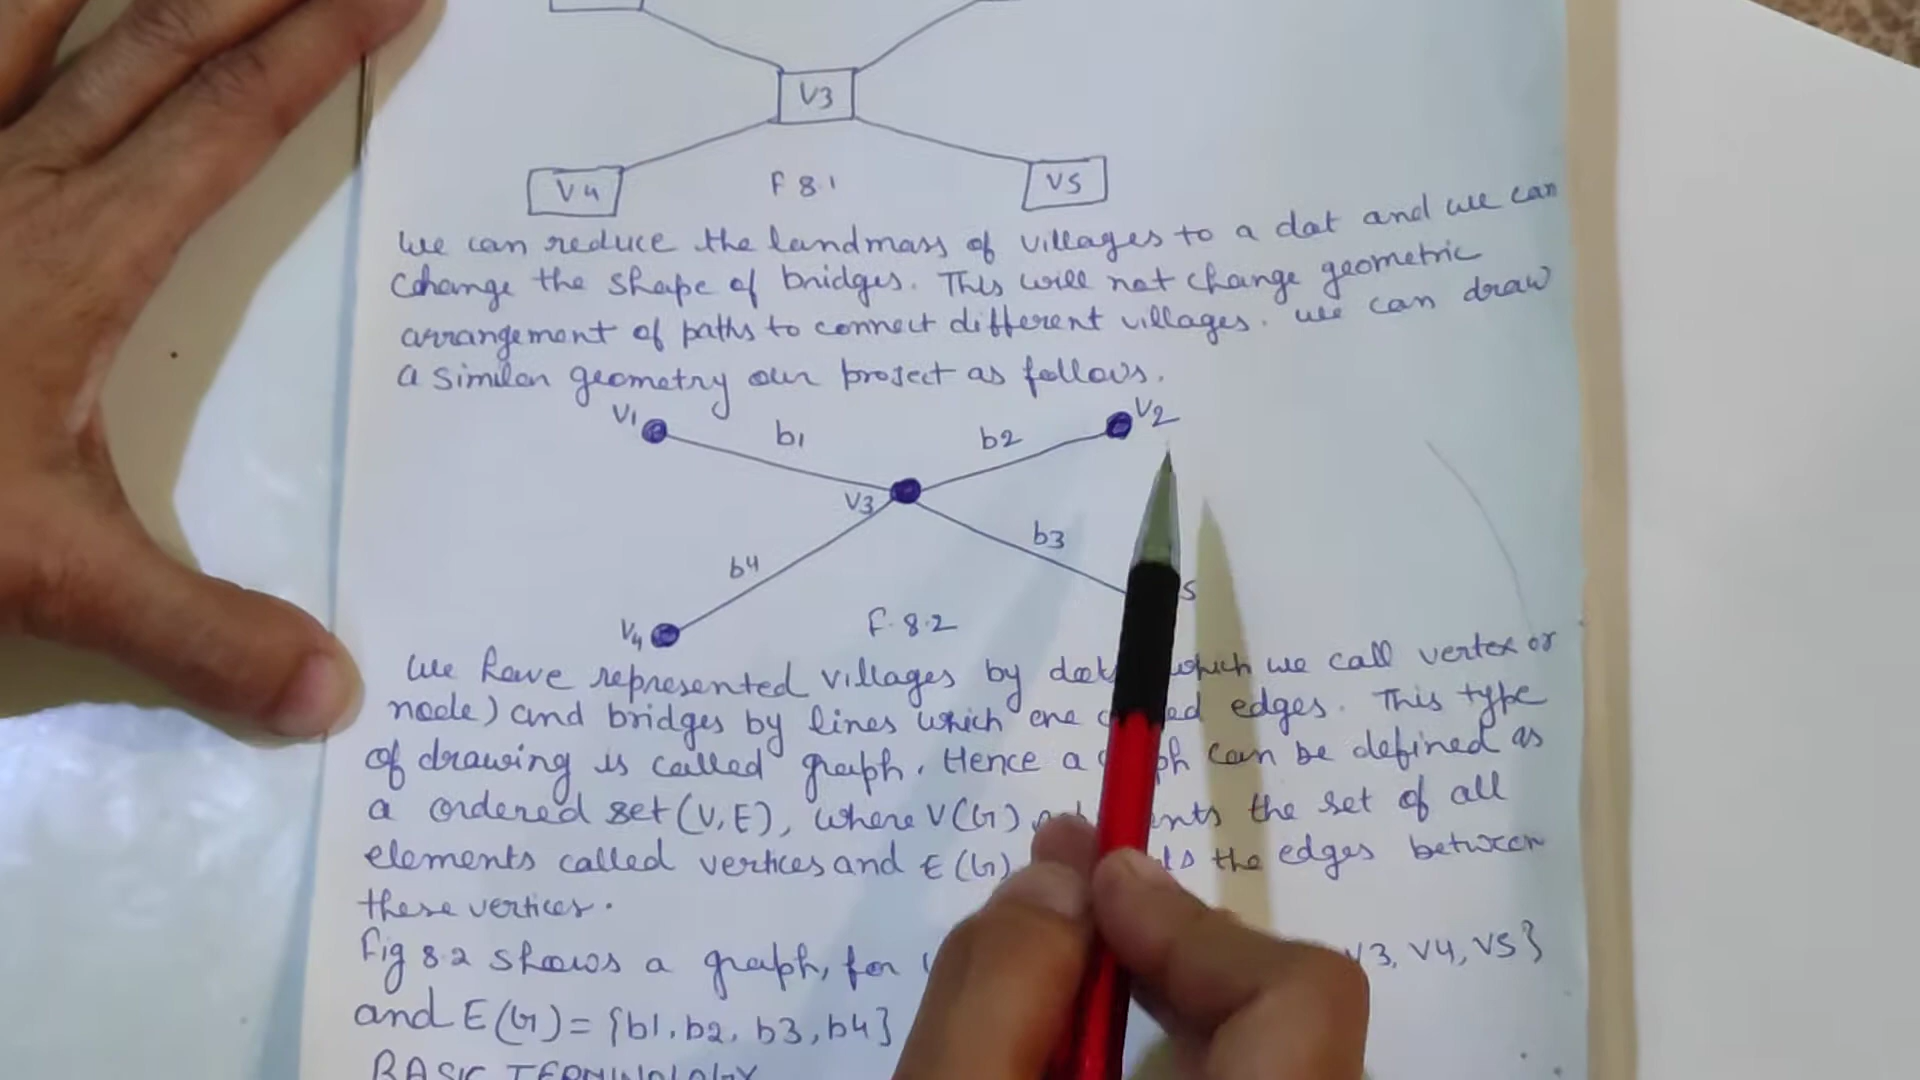 V3
V4
F 8.1
V5
We can reduce the landmass of villages to a dot and we can
change the shape of bridges. This will not change geometric
arrangement of paths to connect different villages. We can draw
a similar geometry our project as follows.
V1
b1
b2
V2
V3
b3
b4
V4
F. 8.2
5
We have represented villages by dots which we call vertex or
node) and bridges by lines which are edges. This type
of drawing is called graph. Hence a can be defined as
a ordered set (V, E), where V(G) the set of all
elements called vertices and E(G) the edges between
these vertices.
Fig 8.2 shows a graph, for V3, V4, V5}
and E(G) = {b1, b2, b3, b4}
BASIC TERMINOLOGY